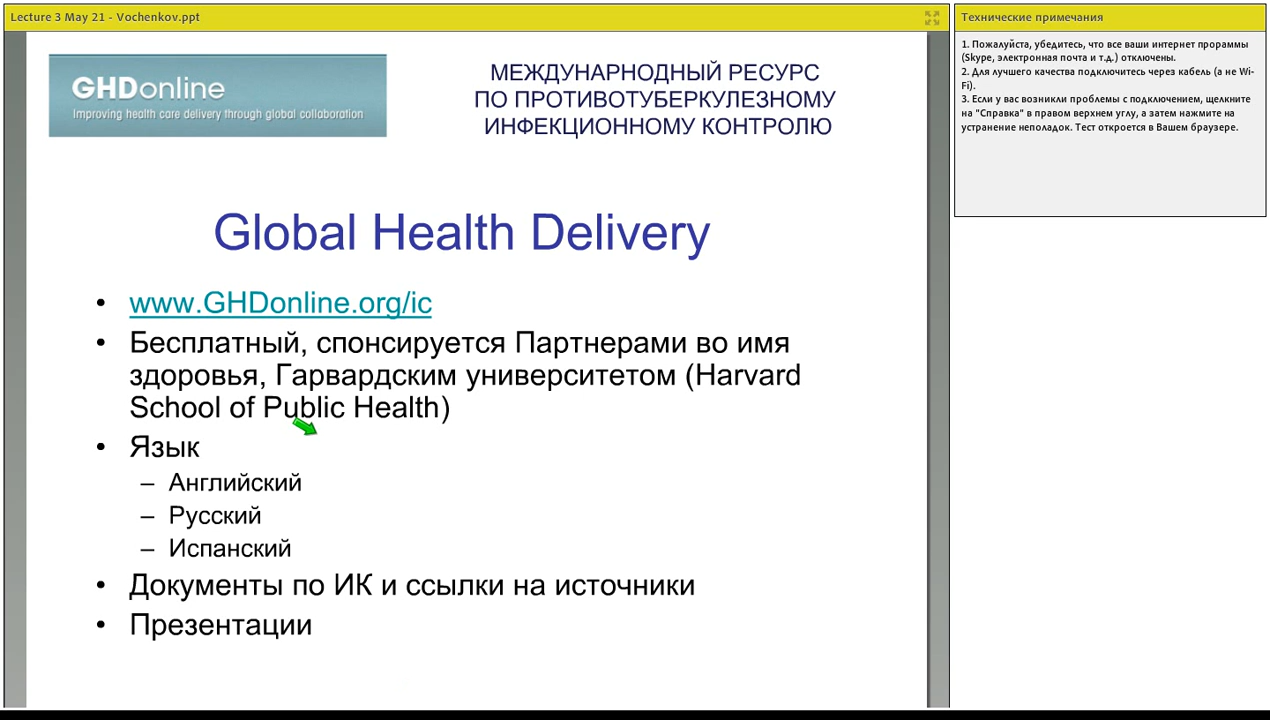 Lecture 3 May 21 - Vochenkov.ppt
GHDonline
Improving health care delivery through global collaboration
МЕЖДУНАРНОДНЫЙ РЕСУРС
ПО ПРОТИВОТУБЕРКУЛЕЗНОМУ
ИНФЕКЦИОННОМУ КОНТРОЛЮ
Global Health Delivery
• www.GHDonline.org/ic
• Бесплатный, спонсируется Партнерами во имя
здоровья, Гарвардским университетом (Harvard
School of Public Health)
• Язык
– Английский
– Русский
– Испанский
• Документы по ИК и ссылки на источники
• Презентации
Технические примечания
1. Пожалуйста, убедитесь, что все ваши интернет прораммы
(Skype, электронная почта и т.д.) отключены.
2. Для лучшего качества подключитесь через кабель (а не Wi-
Fi).
3. Если у вас возникли проблемы с подключением, щелкните
на "Справка" в правом верхнем углу, а затем нажмите на
устранение неполадок. Тест откроется в Вашем браузере.